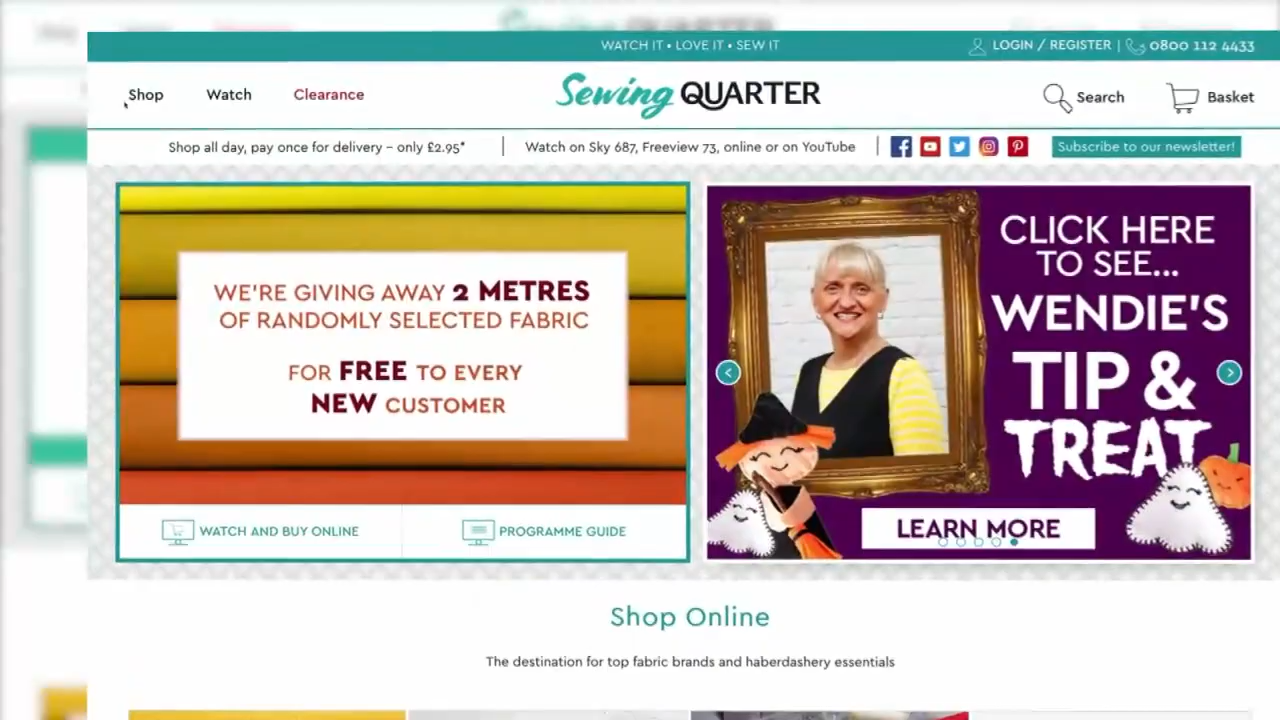 WATCH IT • LOVE IT • SEW IT
LOGIN / REGISTER | 0800 112 4433
Shop Watch Clearance
Sewing QUARTER
Search Basket
Shop all day, pay once for delivery – only £2.95*
Watch on Sky 687, Freeview 73, online or on YouTube
Subscribe to our newsletter!
WE'RE GIVING AWAY 2 METRES
OF RANDOMLY SELECTED FABRIC
FOR FREE TO EVERY
NEW CUSTOMER
WATCH AND BUY ONLINE
PROGRAMME GUIDE
CLICK HERE
TO SEE...
WENDIE'S
TIP &
TREAT
LEARN MORE
Shop Online
The destination for top fabric brands and haberdashery essentials